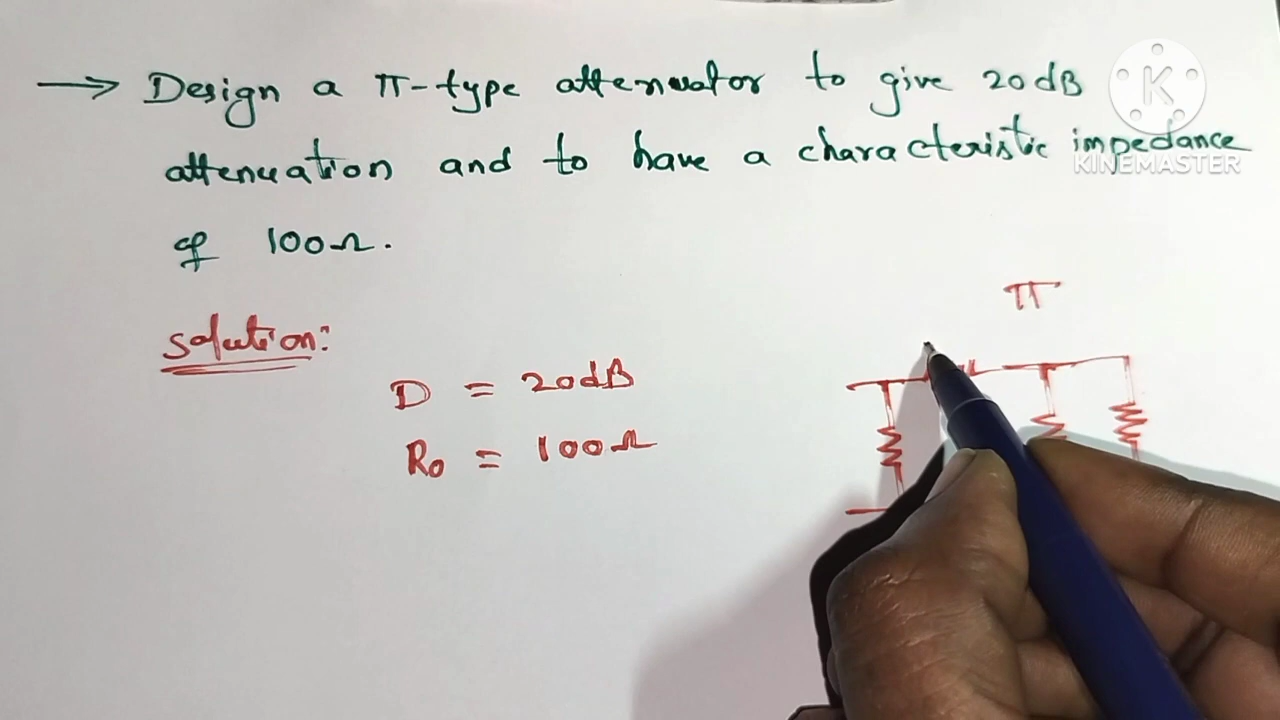 → Design a π-type attenuator to give 20dB
attenuation and to have a characteristic impedance
of 100Ω.
Solution:
D = 20dB
R0 = 100Ω
π
K
KINEMASTER